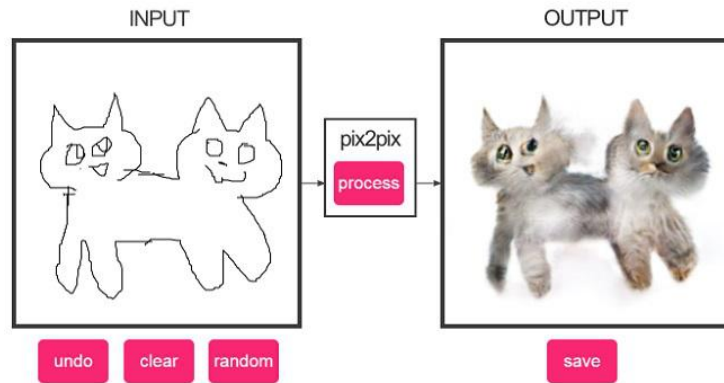 INPUT
OUTPUT
pix2pix
process
undo
clear
random
save